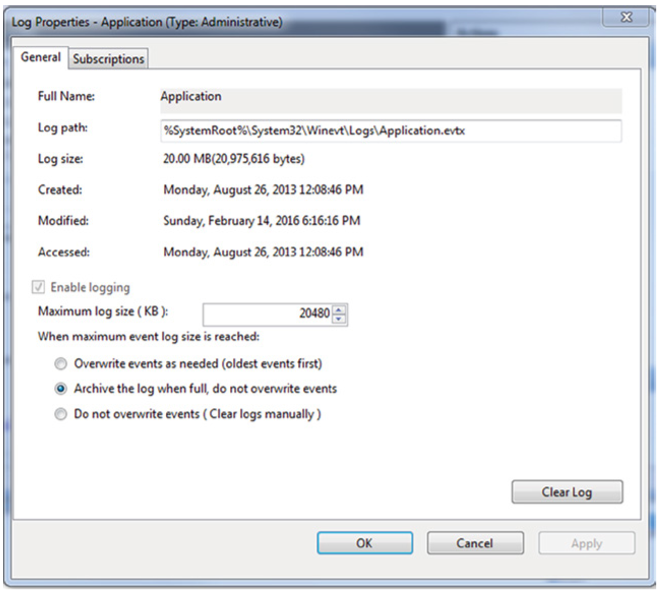 Log Properties - Application (Type: Administrative)
General Subscriptions
Full Name: Application
Log path: %SystemRoot%\System32\Winevt\Logs\Application.evtx
Log size: 20.00 MB(20,975,616 bytes)
Created: Monday, August 26, 2013 12:08:46 PM
Modified: Sunday, February 14, 2016 6:16:16 PM
Accessed: Monday, August 26, 2013 12:08:46 PM
Enable logging
Maximum log size ( KB ): 20480
When maximum event log size is reached:
Overwrite events as needed (oldest events first)
Archive the log when full, do not overwrite events
Do not overwrite events ( Clear logs manually )
Clear Log
OK Cancel Apply